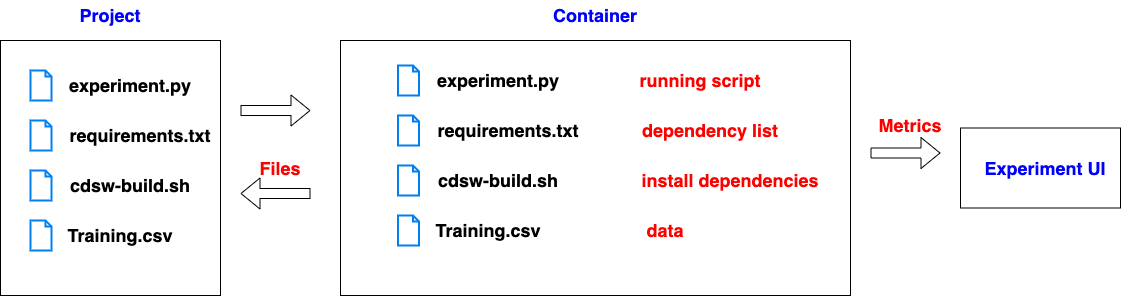 Project
Container
experiment.py
requirements.txt
cdsw-build.sh
Training.csv
Files
experiment.py running script
requirements.txt dependency list
cdsw-build.sh install dependencies
Training.csv data
Metrics
Experiment UI